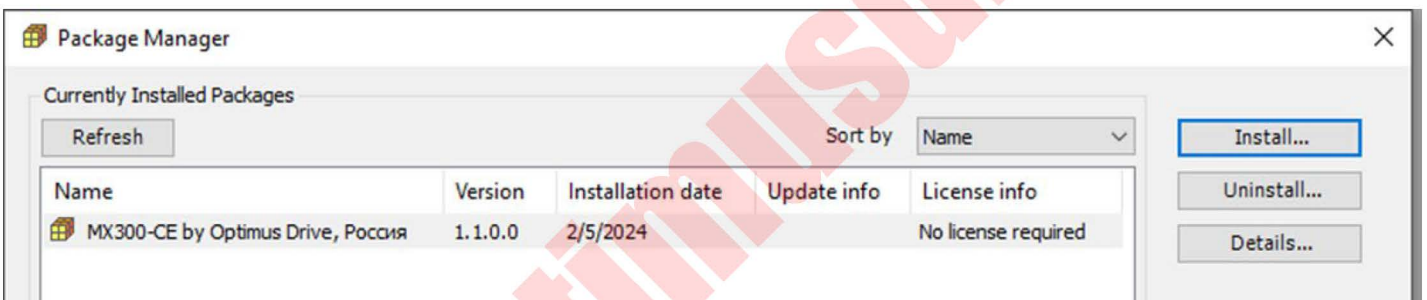 Package Manager
Currently Installed Packages
Refresh
Sort by Name
Install...
Name Version Installation date Update info License info
Uninstall...
MX300-CE by Optimus Drive, Россия 1.1.0.0 2/5/2024 No license required
Details...